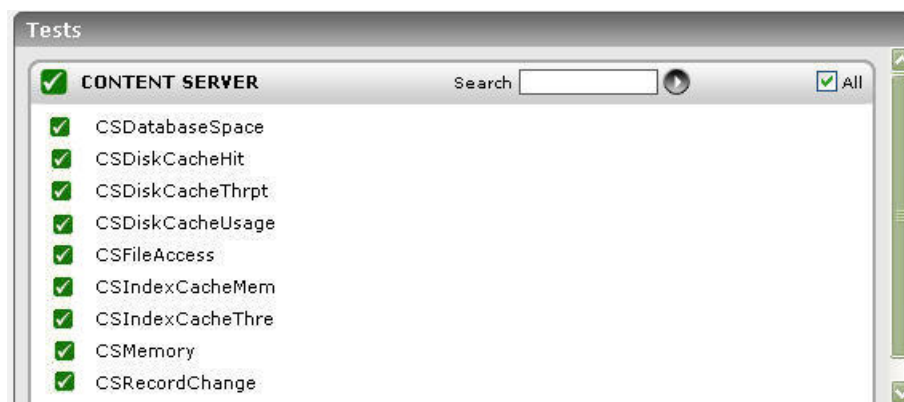 Tests
CONTENT SERVER Search All
CSDatabaseSpace
CSDiskCacheHit
CSDiskCacheThrpt
CSDiskCacheUsage
CSFileAccess
CSIndexCacheMem
CSIndexCacheThre
CSMemory
CSRecordChange